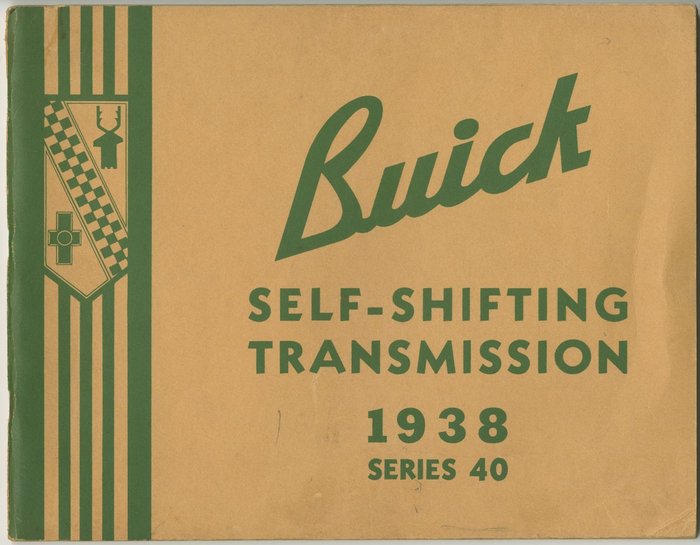 Buick
SELF-SHIFTING
TRANSMISSION
1938
SERIES 40